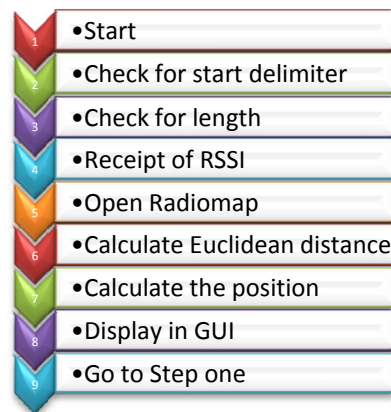 1 •Start
2 •Check for start delimiter
3 •Check for length
4 •Receipt of RSSI
5 •Open Radiomap
6 •Calculate Euclidean distance
7 •Calculate the position
8 •Display in GUI
9 •Go to Step one